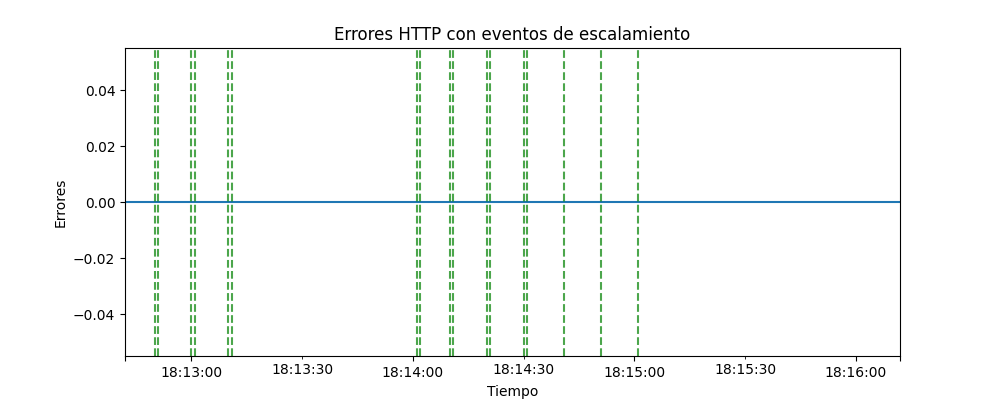 Errores HTTP con eventos de escalamiento
0.04
0.02
0.00
−0.02
−0.04
Errores
18:13:00 18:13:30 18:14:00 18:14:30 18:15:00 18:15:30 18:16:00
Tiempo